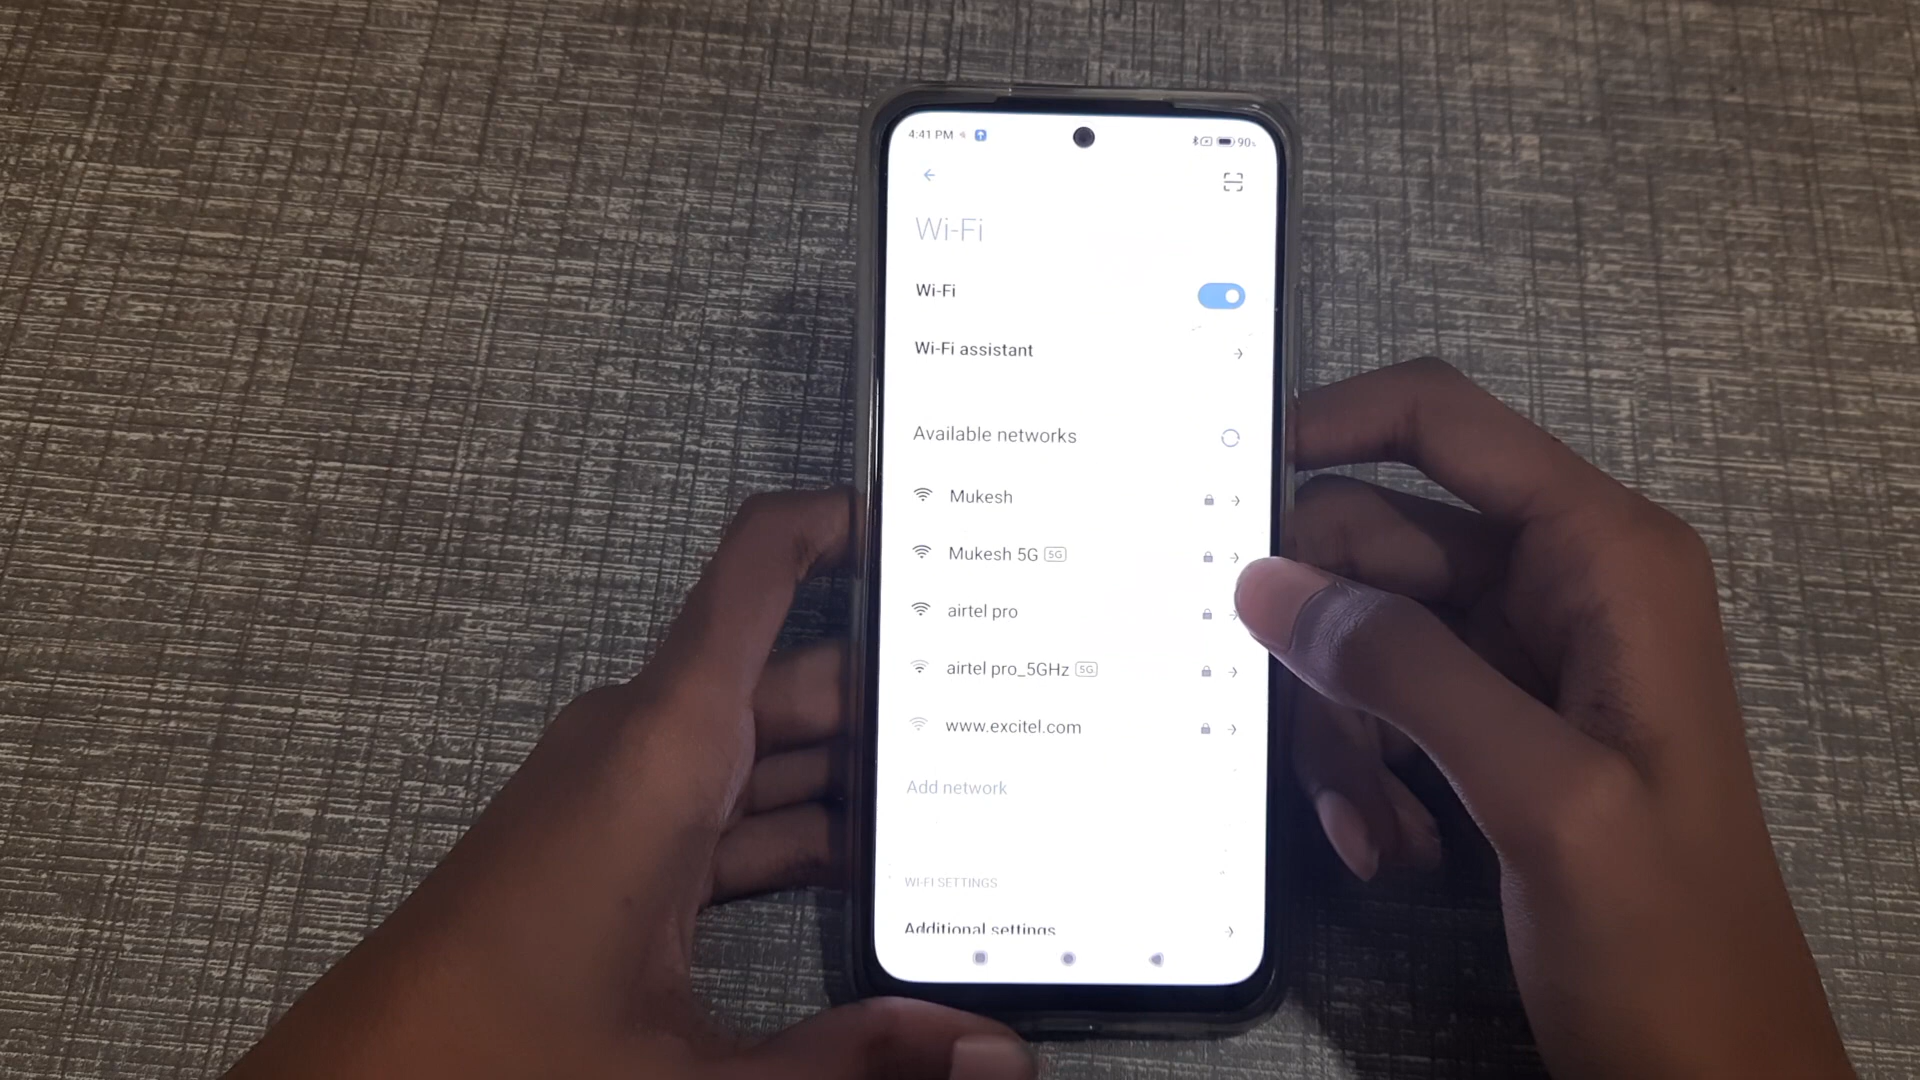 4:41 PM 90%
Wi-Fi
Wi-Fi
Wi-Fi assistant
Available networks
Mukesh
Mukesh 5G 5G
airtel pro
airtel pro_5GHz 5G
www.excitel.com
Add network
WI-FI SETTINGS
Additional settings